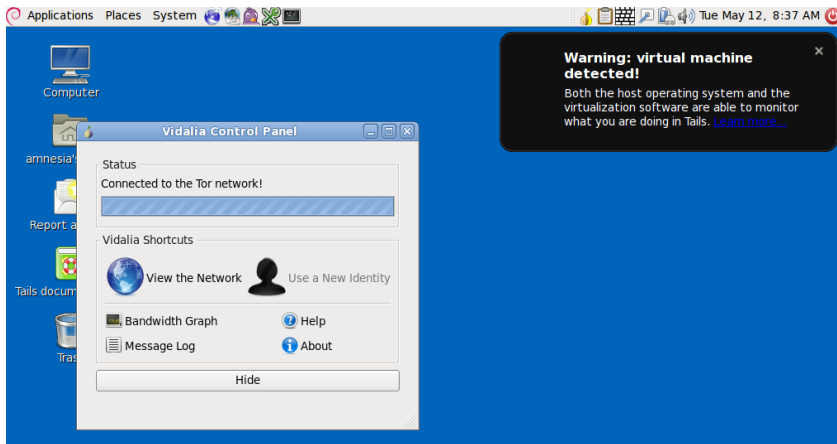 Applications Places System
Tue May 12, 8:37 AM
Computer
amnesia's
Report a
Tails docum
Tras
Vidalia Control Panel
Status
Connected to the Tor network!
Vidalia Shortcuts
View the Network
Use a New Identity
Bandwidth Graph
Help
Message Log
About
Hide
Warning: virtual machine
detected!
Both the host operating system and the
virtualization software are able to monitor
what you are doing in Tails. Learn more...